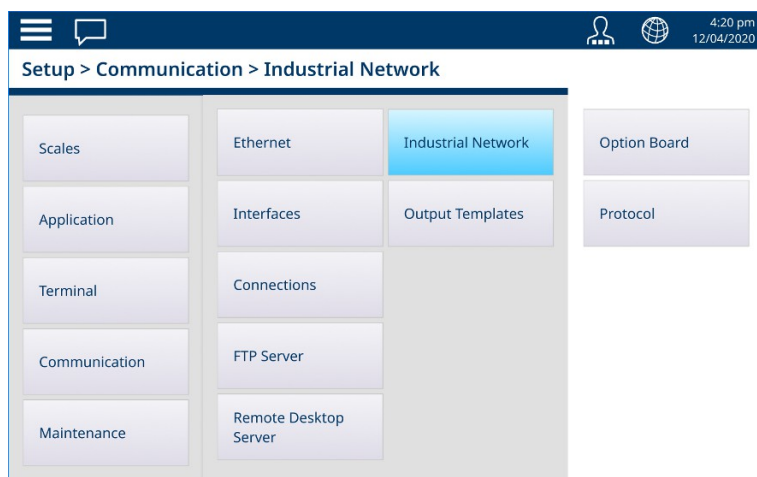 4:20 pm
12/04/2020
Setup > Communication > Industrial Network
Scales
Application
Terminal
Communication
Maintenance
Ethernet
Interfaces
Connections
FTP Server
Remote Desktop
Server
Industrial Network
Output Templates
Option Board
Protocol